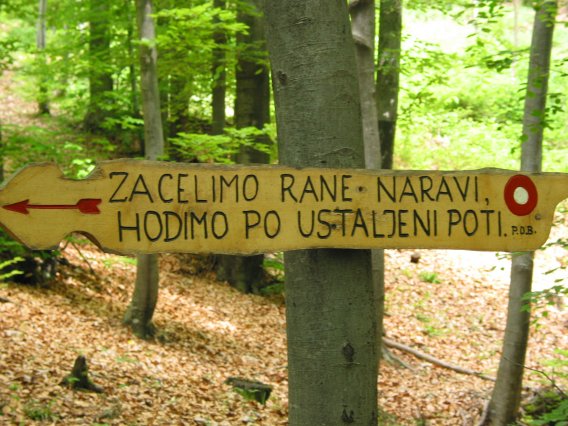 ZACELIMO RANE NARAVI,
HODIMO PO USTALJENI POTI. P.D.B.